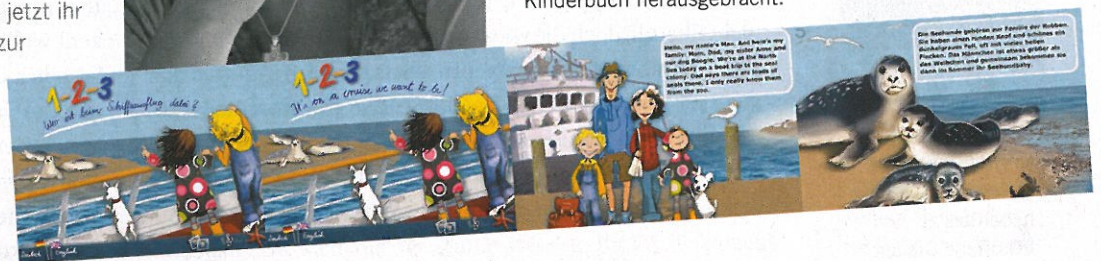 jetzt ihr
zur
Kinderbuch herausgebracht.
1-2-3
Wer ist beim Schiffsausflug dabei?
Deutsch Englisch
1-2-3
It's on a cruise we want to be!
Deutsch Englisch
Hello, my name's Max. And here's my
family: Mom, Dad, my sister Anna and
our dog Boogie. We're at the North
Sea today on a boat trip to the seal
colony. Dad says there are loads of
seals there. I only really know them
from the zoo.
Die Seehunde gehören zur Familie der Robben.
Sie haben einen runden Kopf und schönes ein
dunkelgraues Fell, oft mit vielen hellen
Flecken. Das Männchen ist etwas größer als
das Weibchen und gemeinsam bekommen sie
dann im Sommer ihr Seehundbaby.